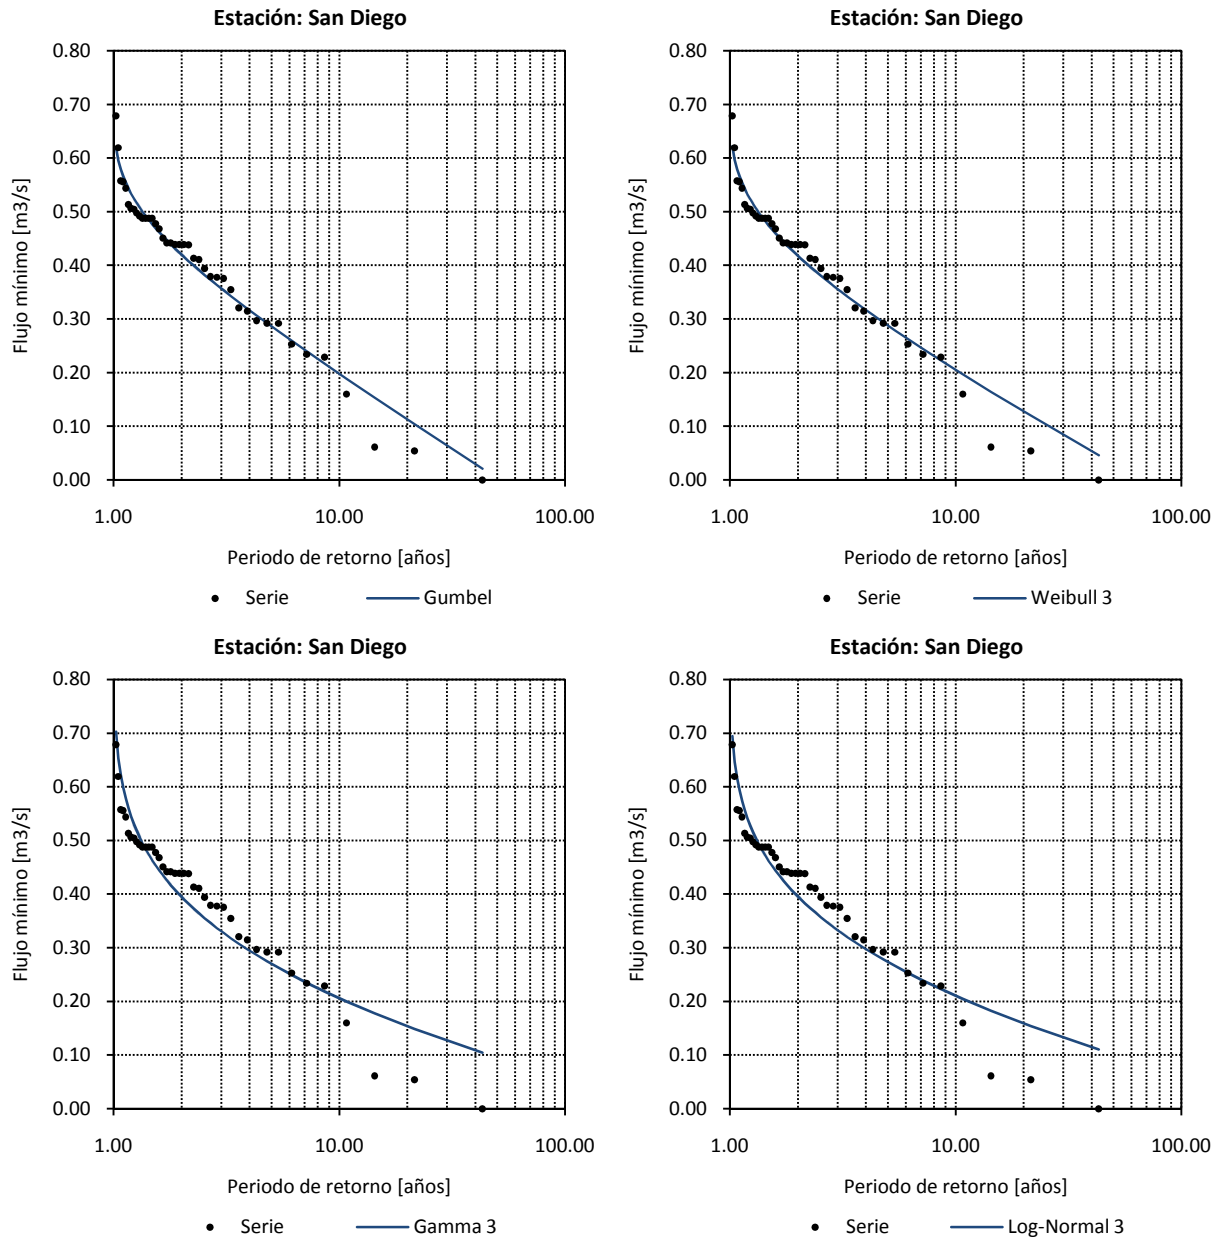 Estación: San Diego
0.80
0.70
0.60
0.50
0.40
0.30
0.20
0.10
0.00
Flujo mínimo [m3/s]
1.00 10.00 100.00
Periodo de retorno [años]
Serie Gumbel
Estación: San Diego
0.80
0.70
0.60
0.50
0.40
0.30
0.20
0.10
0.00
Flujo mínimo [m3/s]
1.00 10.00 100.00
Periodo de retorno [años]
Serie Weibull 3
Estación: San Diego
0.80
0.70
0.60
0.50
0.40
0.30
0.20
0.10
0.00
Flujo mínimo [m3/s]
1.00 10.00 100.00
Periodo de retorno [años]
Serie Gamma 3
Estación: San Diego
0.80
0.70
0.60
0.50
0.40
0.30
0.20
0.10
0.00
Flujo mínimo [m3/s]
1.00 10.00 100.00
Periodo de retorno [años]
Serie Log-Normal 3